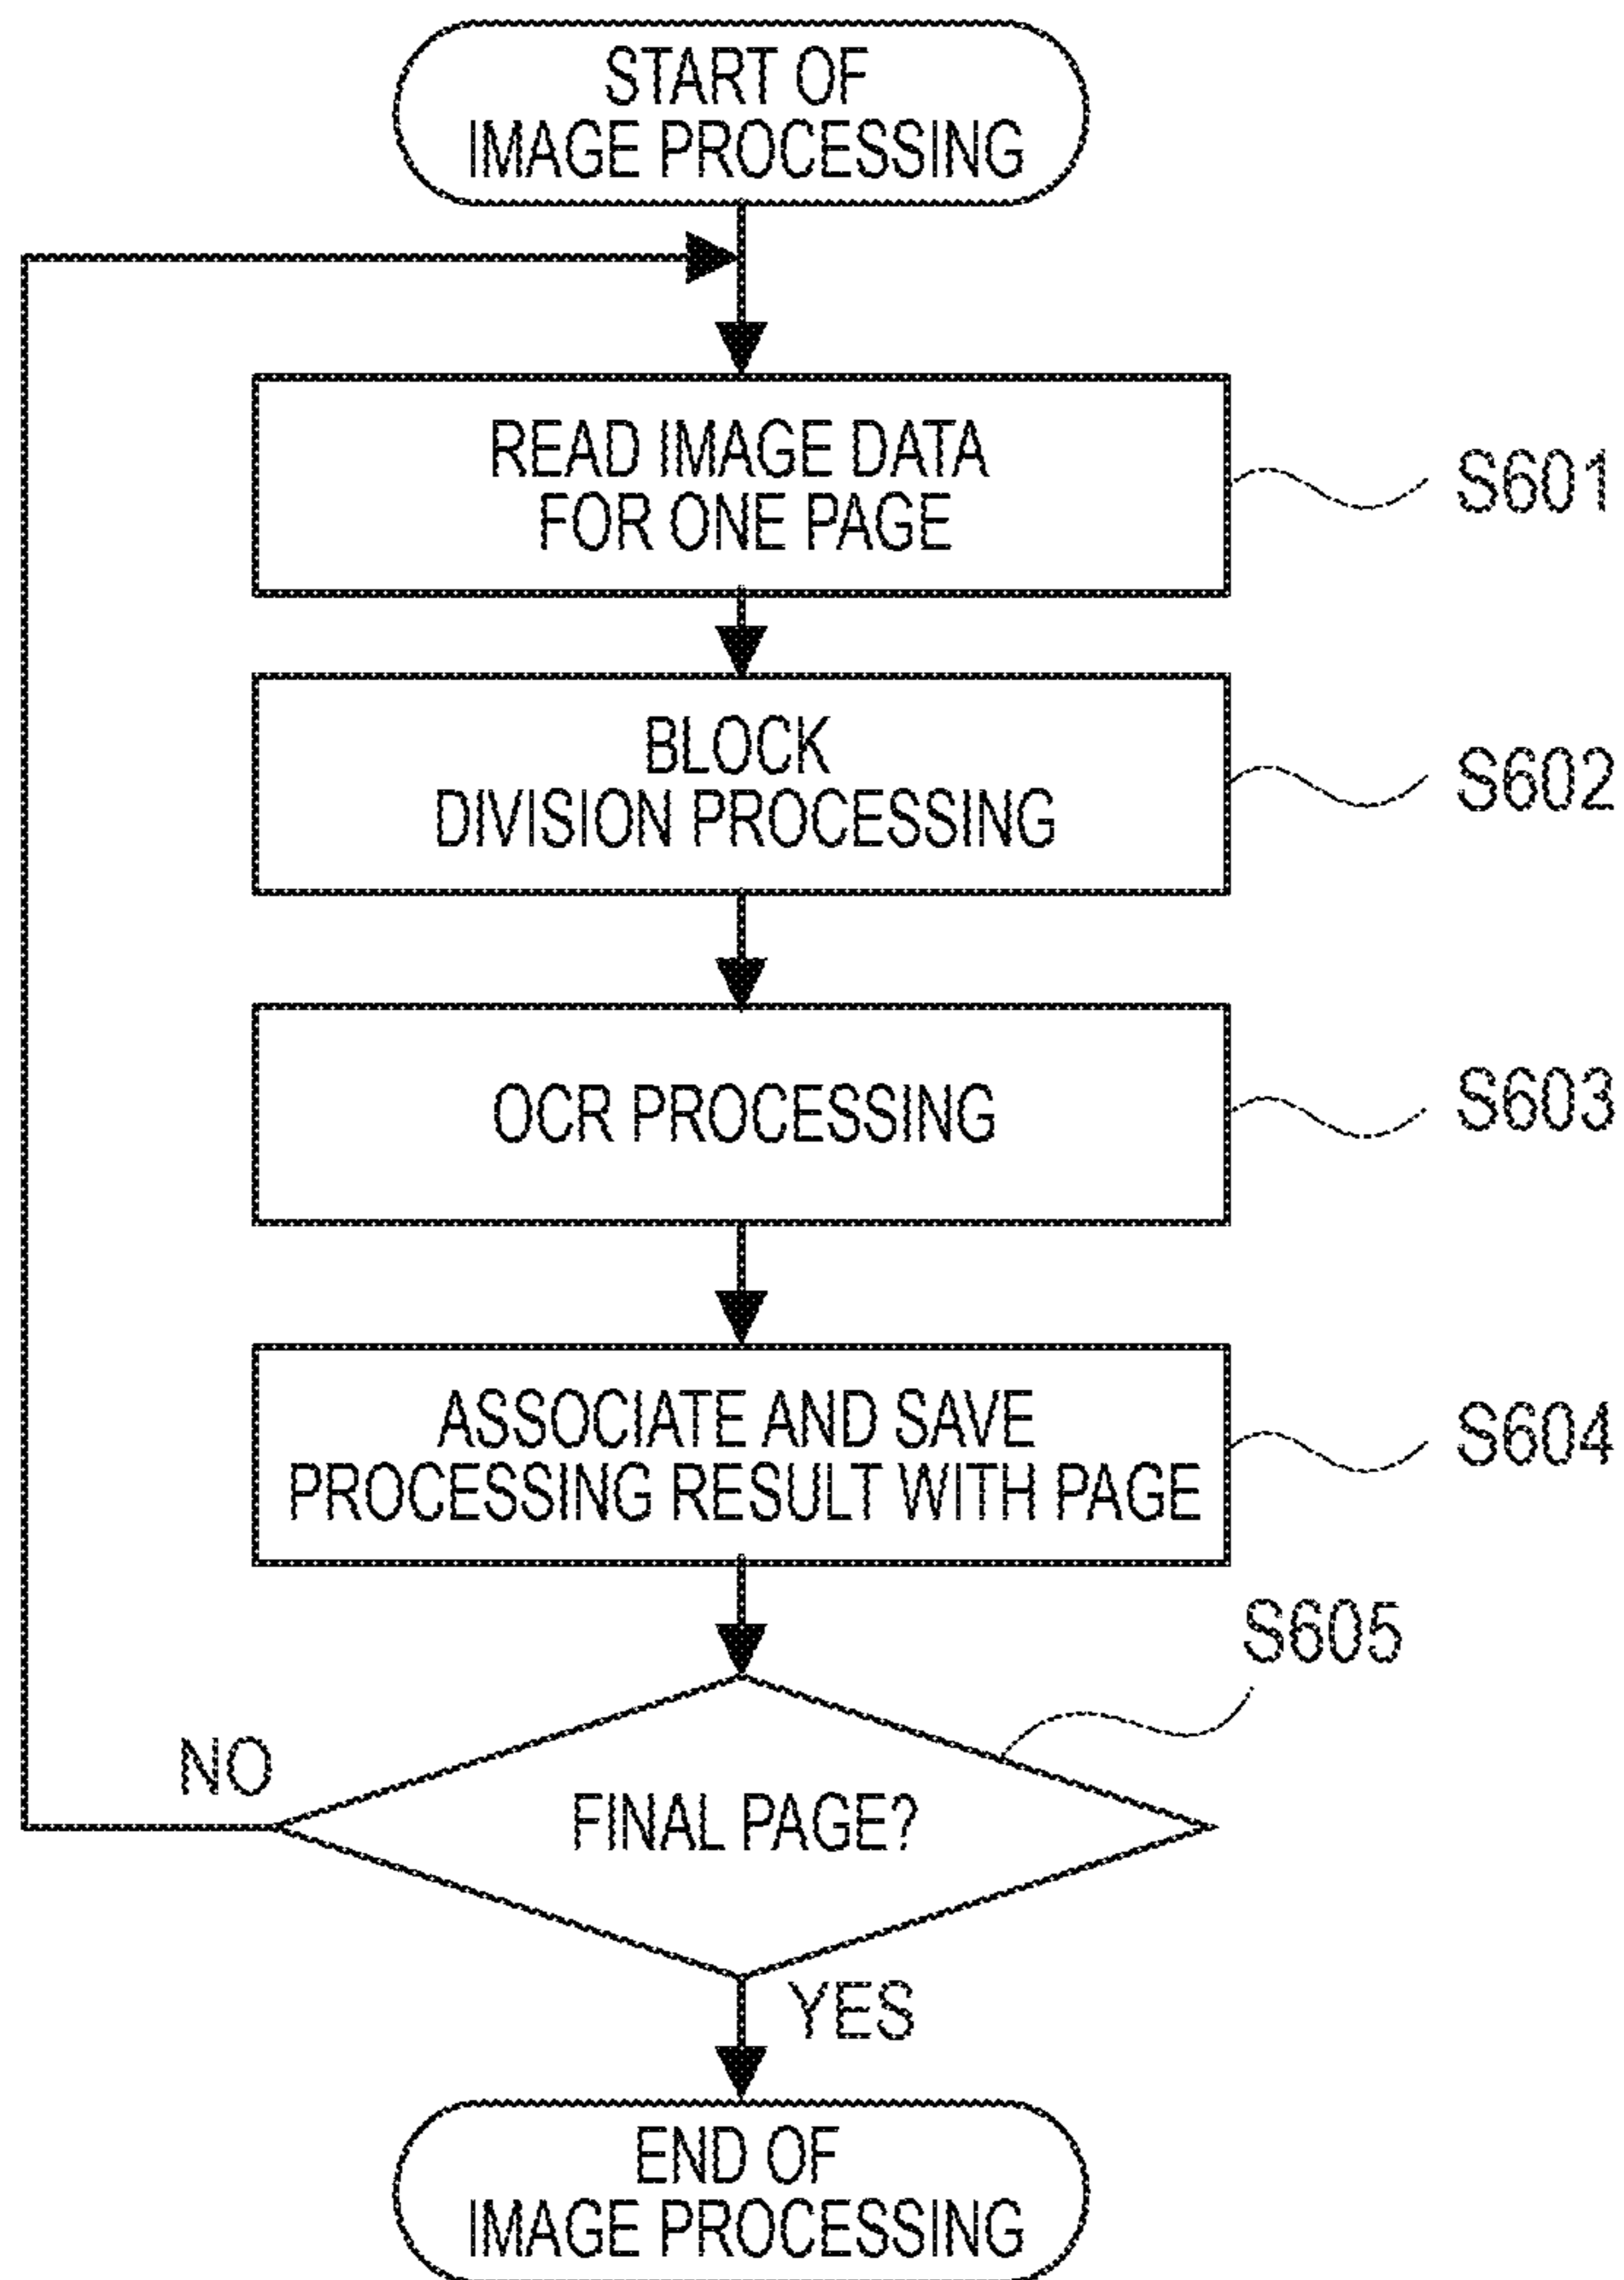 START OF
IMAGE PROCESSING
READ IMAGE DATA
FOR ONE PAGE
S601
BLOCK
DIVISION PROCESSING
S602
OCR PROCESSING
S603
ASSOCIATE AND SAVE
PROCESSING RESULT WITH PAGE
S604
S605
NO
FINAL PAGE?
YES
END OF
IMAGE PROCESSING